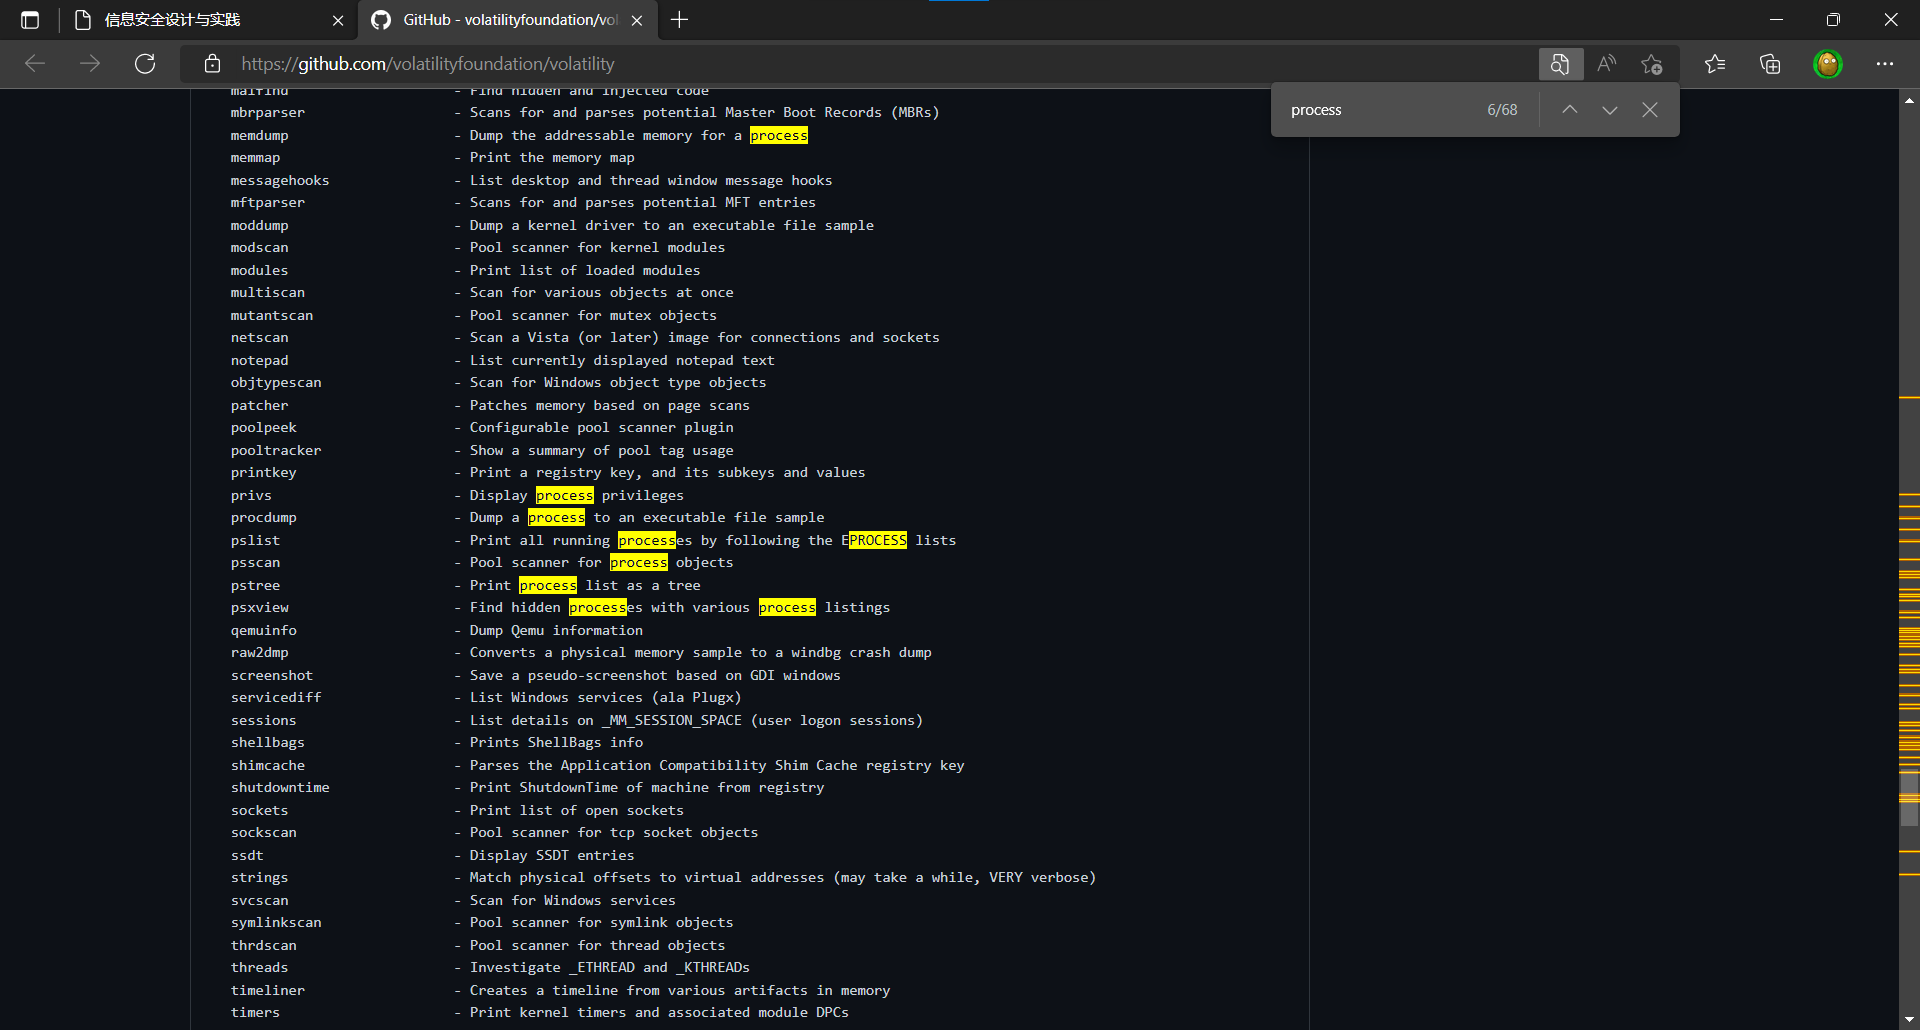 信息安全设计与实践
GitHub - volatilityfoundation/vol
https://github.com/volatilityfoundation/volatility
process 6/68
malfind - Find hidden and injected code
mbrparser - Scans for and parses potential Master Boot Records (MBRs)
memdump - Dump the addressable memory for a process
memmap - Print the memory map
messagehooks - List desktop and thread window message hooks
mftparser - Scans for and parses potential MFT entries
moddump - Dump a kernel driver to an executable file sample
modscan - Pool scanner for kernel modules
modules - Print list of loaded modules
multiscan - Scan for various objects at once
mutantscan - Pool scanner for mutex objects
netscan - Scan a Vista (or later) image for connections and sockets
notepad - List currently displayed notepad text
objtypescan - Scan for Windows object type objects
patcher - Patches memory based on page scans
poolpeek - Configurable pool scanner plugin
pooltracker - Show a summary of pool tag usage
printkey - Print a registry key, and its subkeys and values
privs - Display process privileges
procdump - Dump a process to an executable file sample
pslist - Print all running processes by following the EPROCESS lists
psscan - Pool scanner for process objects
pstree - Print process list as a tree
psxview - Find hidden processes with various process listings
qemuinfo - Dump Qemu information
raw2dmp - Converts a physical memory sample to a windbg crash dump
screenshot - Save a pseudo-screenshot based on GDI windows
servicediff - List Windows services (ala Plugx)
sessions - List details on _MM_SESSION_SPACE (user logon sessions)
shellbags - Prints ShellBags info
shimcache - Parses the Application Compatibility Shim Cache registry key
shutdowntime - Print ShutdownTime of machine from registry
sockets - Print list of open sockets
sockscan - Pool scanner for tcp socket objects
ssdt - Display SSDT entries
strings - Match physical offsets to virtual addresses (may take a while, VERY verbose)
svcscan - Scan for Windows services
symlinkscan - Pool scanner for symlink objects
thrdscan - Pool scanner for thread objects
threads - Investigate _ETHREAD and _KTHREADs
timeliner - Creates a timeline from various artifacts in memory
timers - Print kernel timers and associated module DPCs